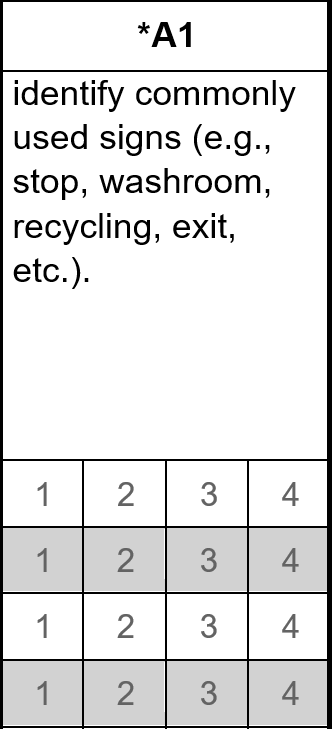 *A1
identify commonly
used signs (e.g.,
stop, washroom,
recycling, exit,
etc.).
1 2 3 4
1 2 3 4
1 2 3 4
1 2 3 4